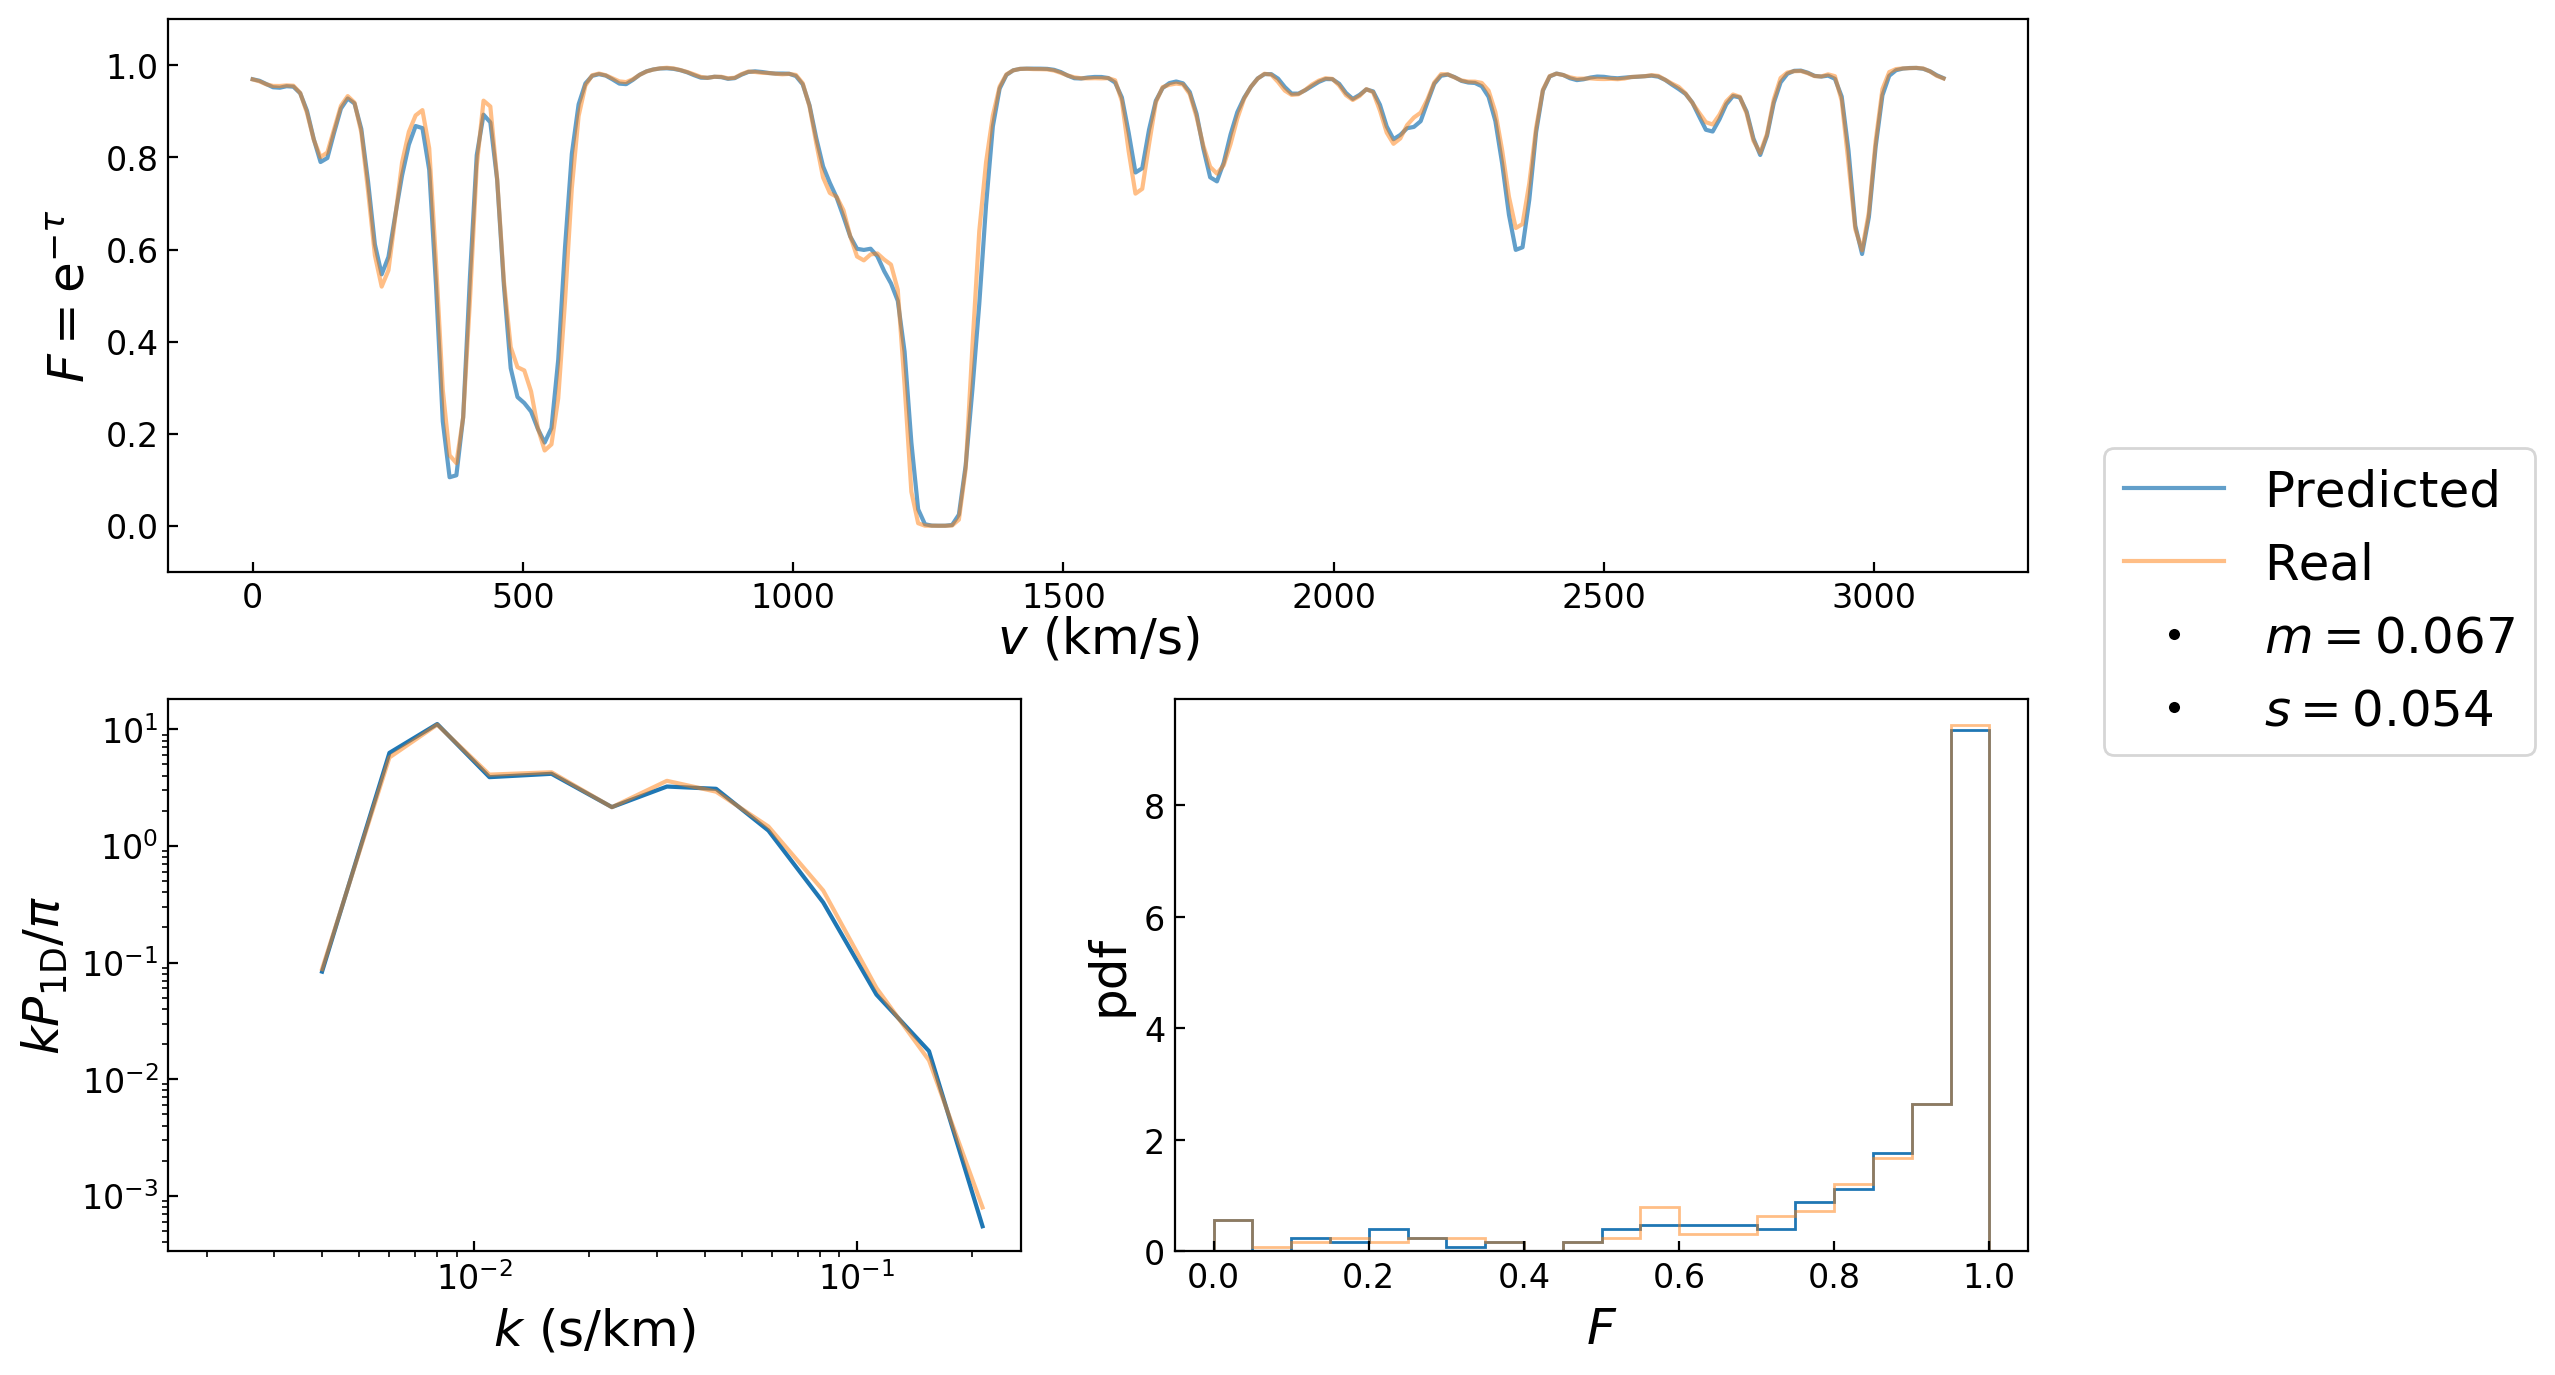 F = e^{−τ}
1.0
0.8
0.6
0.4
0.2
0.0
0 500 1000 1500 2000 2500 3000
v (km/s)
Predicted
Real
m = 0.067
s = 0.054
kP_{1D}/π
10^1
10^0
10^{−1}
10^{−2}
10^{−3}
10^{−2} 10^{−1}
k (s/km)
pdf
8
6
4
2
0
0.0 0.2 0.4 0.6 0.8 1.0
F